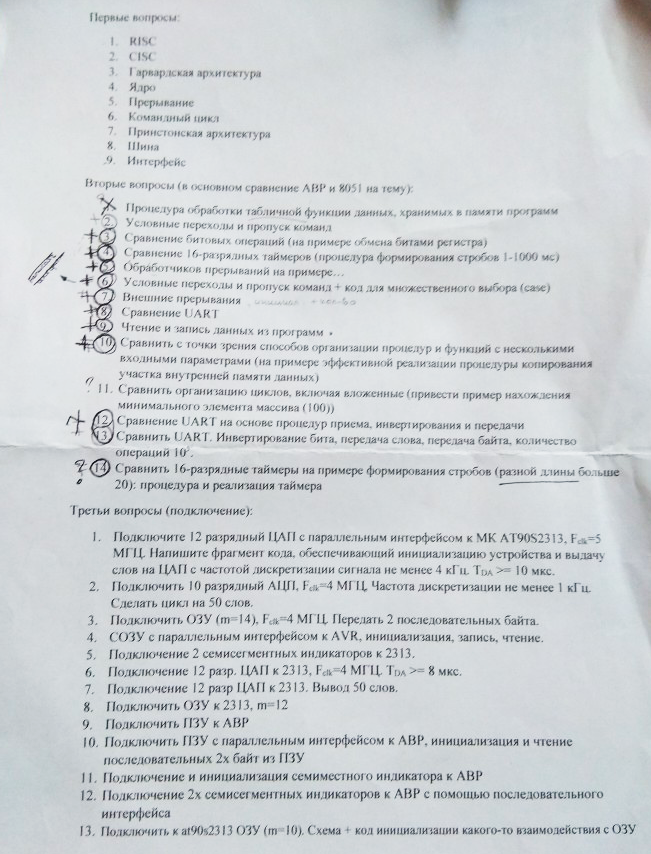 Первые вопросы:
1. RISC
2. CISC
3. Гарвардская архитектура
4. Ядро
5. Прерывание
6. Командный цикл
7. Принстонская архитектура
8. Шина
9. Интерфейс
Вторые вопросы (в основном сравнение АВР и 8051 на тему):
Процедура обработки табличной функции данных, хранимых в памяти программ
+ 2. Условные переходы и пропуск команд
+ 3. Сравнение битовых операций (на примере обмена битами регистра)
+ 4. Сравнение 16-разрядных таймеров (процедура формирования стробов 1-1000 мс)
+ 5. Обработчиков прерываний на примере…
+ 6. Условные переходы и пропуск команд + код для множественного выбора (case)
+ 7. Внешние прерывания
+ 8 Сравнение UART
+ 9. Чтение и запись данных из программ
+ 10. Сравнить с точки зрения способов организации процедур и функций с несколькими
входными параметрами (на примере эффективной реализации процедуры копирования
участка внутренней памяти данных)
? 11. Сравнить организацию циклов, включая вложенные (привести пример нахождения
минимального элемента массива (100))
12. Сравнение UART на основе процедур приема, инвертирования и передачи
13. Сравнить UART. Инвертирование бита, передача слова, передача байта, количество
операций
? 14. Сравнить 16-разрядные таймеры на примере формирования стробов (разной длины больше
20): процедура и реализация таймера
Третьи вопросы (подключение):
1. Подключите 12 разрядный ЦАП с параллельным интерфейсом к МК AT90S2313, Fclk=5
МГЦ. Напишите фрагмент кода, обеспечивающий инициализацию устройства и выдачу
слов на ЦАП с частотой дискретизации сигнала не менее 4 кГц. TDA >= 10 мкс.
2. Подключить 10 разрядный АЦП, Fclk=4 МГЦ. Частота дискретизации не менее 1 кГц.
Сделать цикл на 50 слов.
3. Подключить ОЗУ (m=14), Fclk=4 МГЦ. Передать 2 последовательных байта.
4. СОЗУ с параллельным интерфейсом к AVR, инициализация, запись, чтение.
5. Подключение 2 семисегментных индикаторов к 2313.
6. Подключение 12 разр. ЦАП к 2313, Fclk=4 МГЦ. TDA >= 8 мкс.
7. Подключение 12 разр ЦАП к 2313. Вывод 50 слов.
8. Подключить ОЗУ к 2313, m=12
9. Подключить ПЗУ к АВР
10. Подключить ПЗУ с параллельным интерфейсом к АВР, инициализация и чтение
последовательных 2х байт из ПЗУ
11. Подключение и инициализация семиместного индикатора к АВР
12. Подключение 2х семисегментных индикаторов к АВР с помощью последовательного
интерфейса
13. Подключить к at90s2313 ОЗУ (m=10). Схема + код инициализации какого-то взаимодействия с ОЗУ